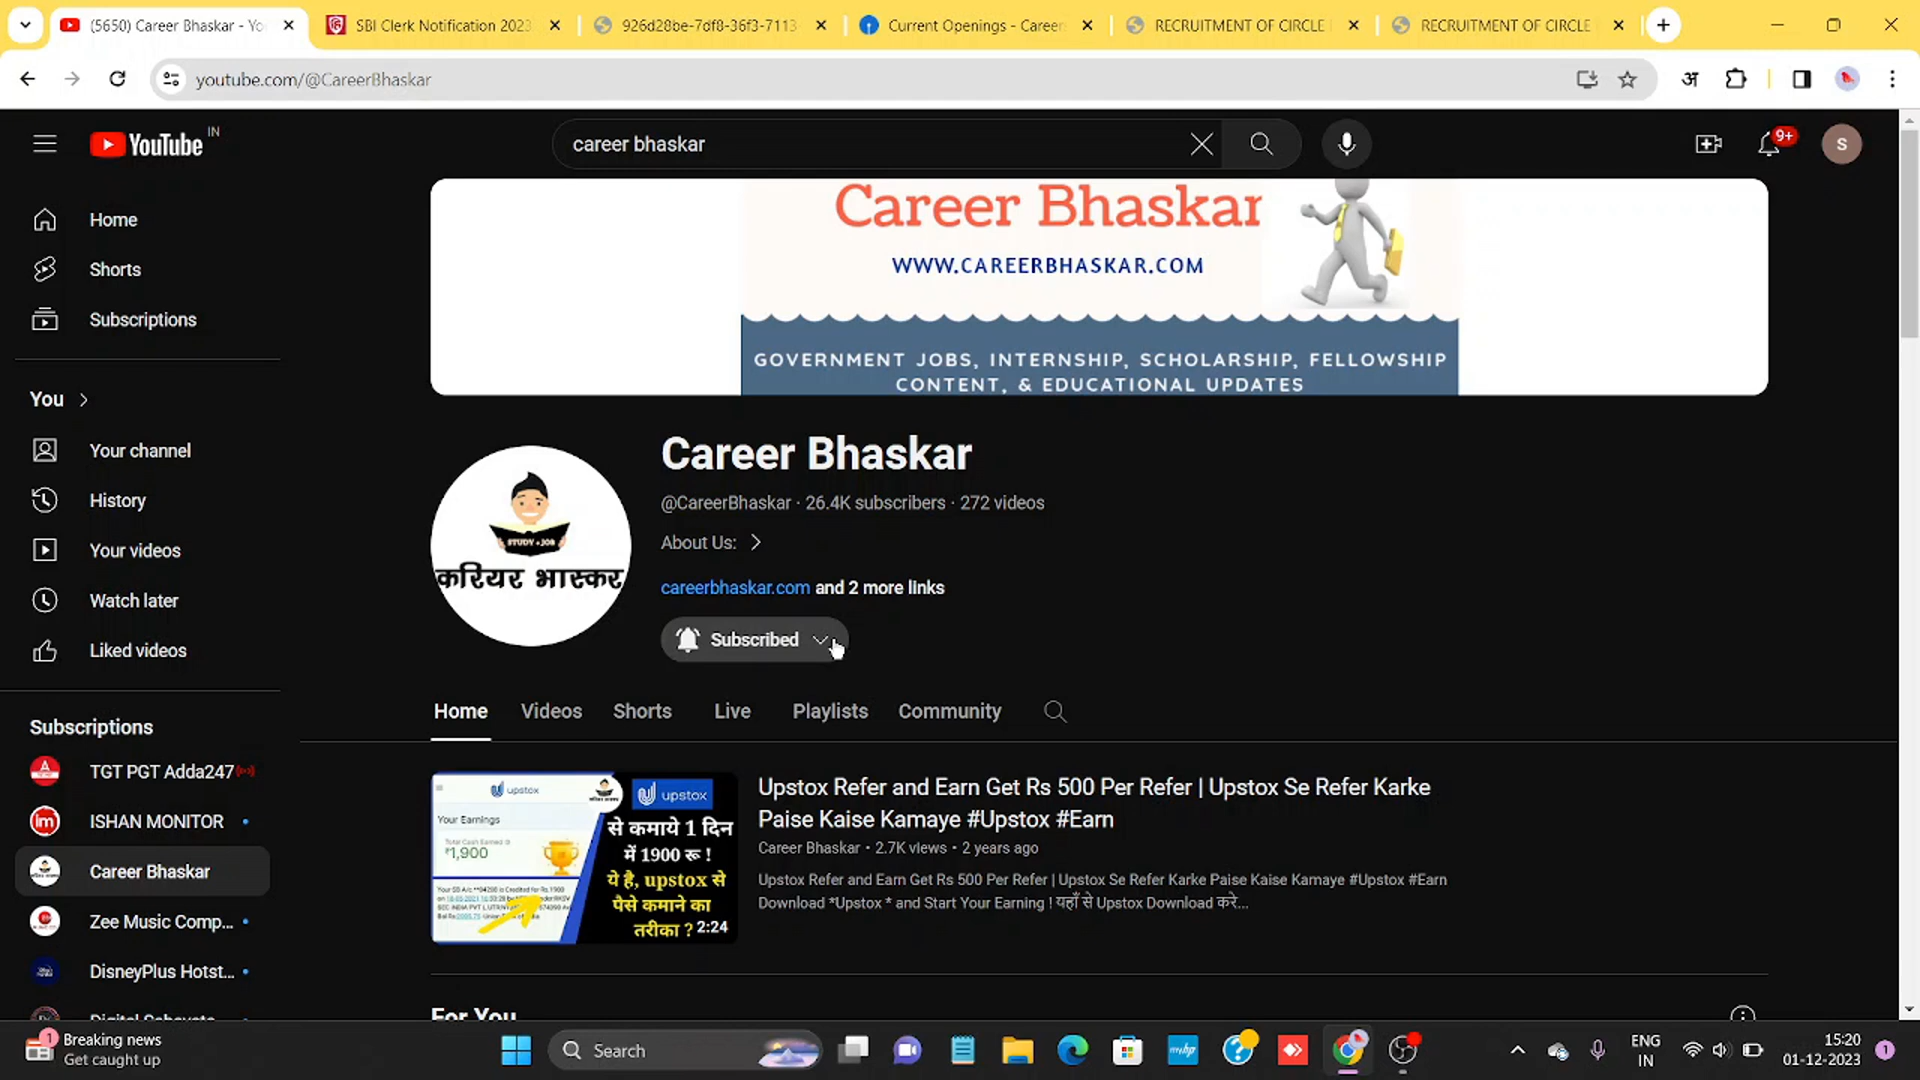 (5650) Career Bhaskar - Yo
SBI Clerk Notification 2023
926d28be-7df8-36f3-7113
Current Openings - Career
RECRUITMENT OF CIRCLE
RECRUITMENT OF CIRCLE
youtube.com/@CareerBhaskar
अ
YouTube IN
career bhaskar
9+
S
Home
Shorts
Subscriptions
You
Your channel
History
Your videos
Watch later
Liked videos
Subscriptions
TGT PGT Adda247
ISHAN MONITOR
Career Bhaskar
Zee Music Comp...
DisneyPlus Hotst...
Career Bhaskar
WWW.CAREERBHASKAR.COM
GOVERNMENT JOBS, INTERNSHIP, SCHOLARSHIP, FELLOWSHIP
CONTENT, & EDUCATIONAL UPDATES
STUDY + JOB
करियर भास्कर
Career Bhaskar
@CareerBhaskar · 26.4K subscribers · 272 videos
About Us:
careerbhaskar.com and 2 more links
Subscribed
Home Videos Shorts Live Playlists Community
upstox
Your Earnings
Total Cash Earned
₹1,900
upstox
से कमाये 1 दिन
में 1900 रू !
ये है, upstox से
पैसे कमाने का
तरीका ?
2:24
Upstox Refer and Earn Get Rs 500 Per Refer | Upstox Se Refer Karke
Paise Kaise Kamaye #Upstox #Earn
Career Bhaskar • 2.7K views • 2 years ago
Upstox Refer and Earn Get Rs 500 Per Refer | Upstox Se Refer Karke Paise Kaise Kamaye #Upstox #Earn
Download *Upstox * and Start Your Earning ! यहाँ से Upstox Download करे...
For You
1
Breaking news
Get caught up
Search
myhp
ENG
IN
15:20
01-12-2023
1